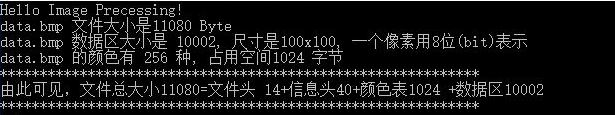 Hello Image Precessing!
data.bmp 文件大小是11080 Byte
data.bmp 数据区大小是 10002, 尺寸是100x100, 一个像素用8位(bit)表示
data.bmp 的颜色有 256 种, 占用空间1024 字节
************************************************************
由此可见，文件总大小11080=文件头 14+信息头40+颜色表1024 +数据区10002
************************************************************